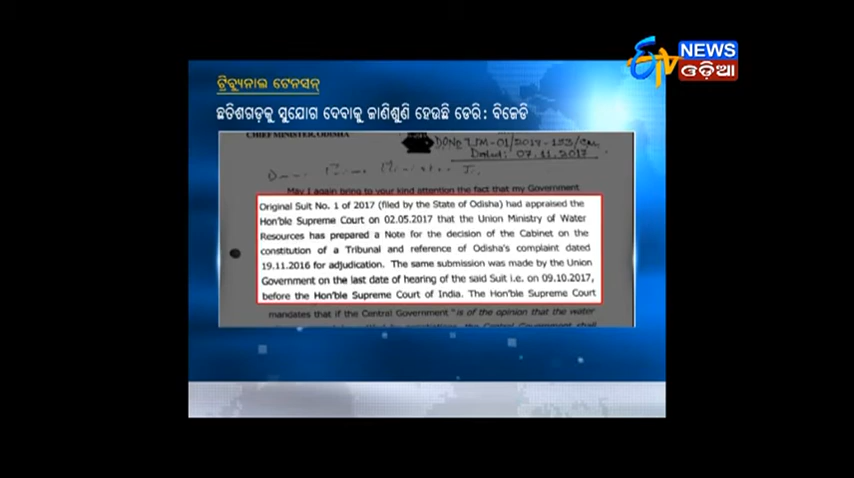 NEWS
ଓଡ଼ିଆ
ଟ୍ରିବ୍ୟୁନାଲ ଟେନସନ୍
ଛତିଶଗଡ଼କୁ ସୁଯୋଗ ଦେବାକୁ ଜାଣିଶୁଣି ହେଉଛି ଡେରି : ବିଜେଡି
CHIEF MINISTER, ODISHA
Dated: 07.11.2017
May I again bring to your kind attention the fact that my Government
Original Suit No. 1 of 2017 (filed by the State of Odisha) had appraised the
Hon'ble Supreme Court on 02.05.2017 that the Union Ministry of Water
Resources has prepared a Note for the decision of the Cabinet on the
constitution of a Tribunal and reference of Odisha's complaint dated
19.11.2016 for adjudication. The same submission was made by the Union
Government on the last date of hearing of the said Suit i.e. on 09.10.2017,
before the Hon'ble Supreme Court of India. The Hon'ble Supreme Court
mandates that if the Central Government "is of the opinion that the water